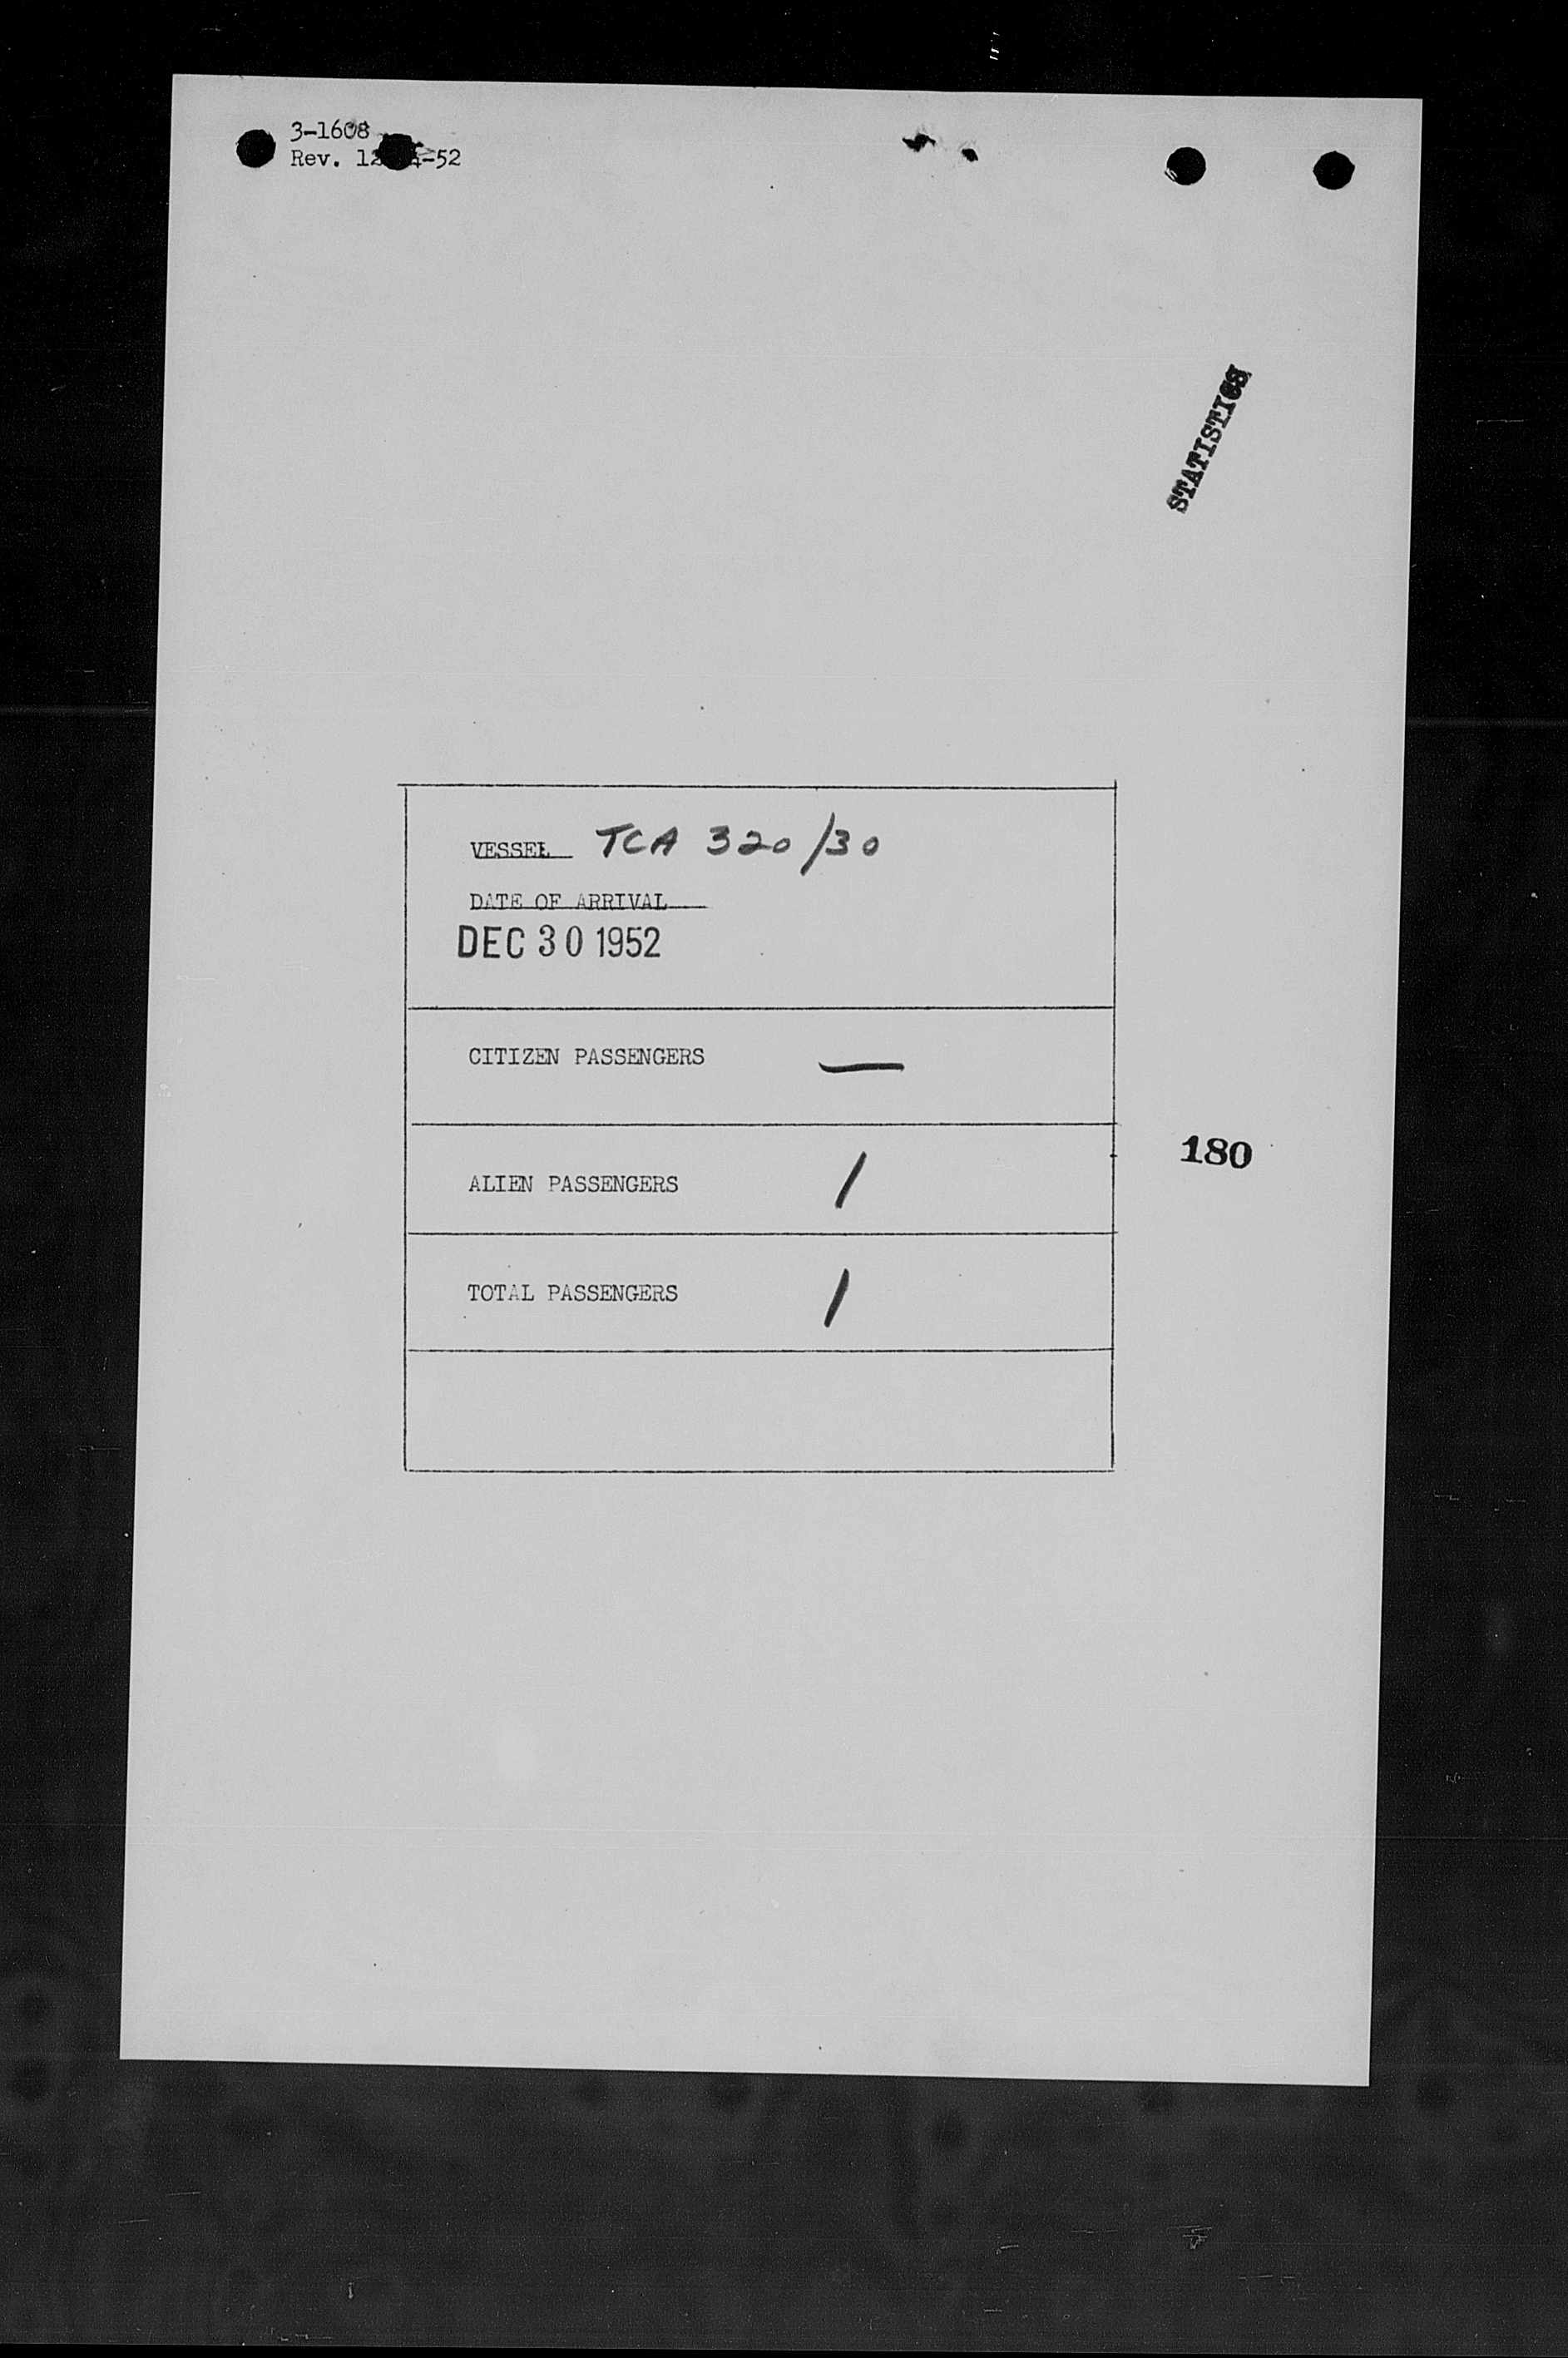 3-1608
Rev. 12 -52
STATISTICS
VESSEL TCA 320/30
DATE OF ARRIVAL
DEC 30 1952
CITIZEN PASSENGERS —
ALIEN PASSENGERS 1
180
TOTAL PASSENGERS 1